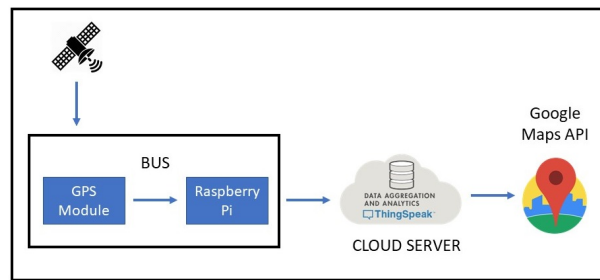 BUS
GPS
Module
Raspberry
Pi
DATA AGGREGATION
AND ANALYTICS
ThingSpeak
CLOUD SERVER
Google
Maps API